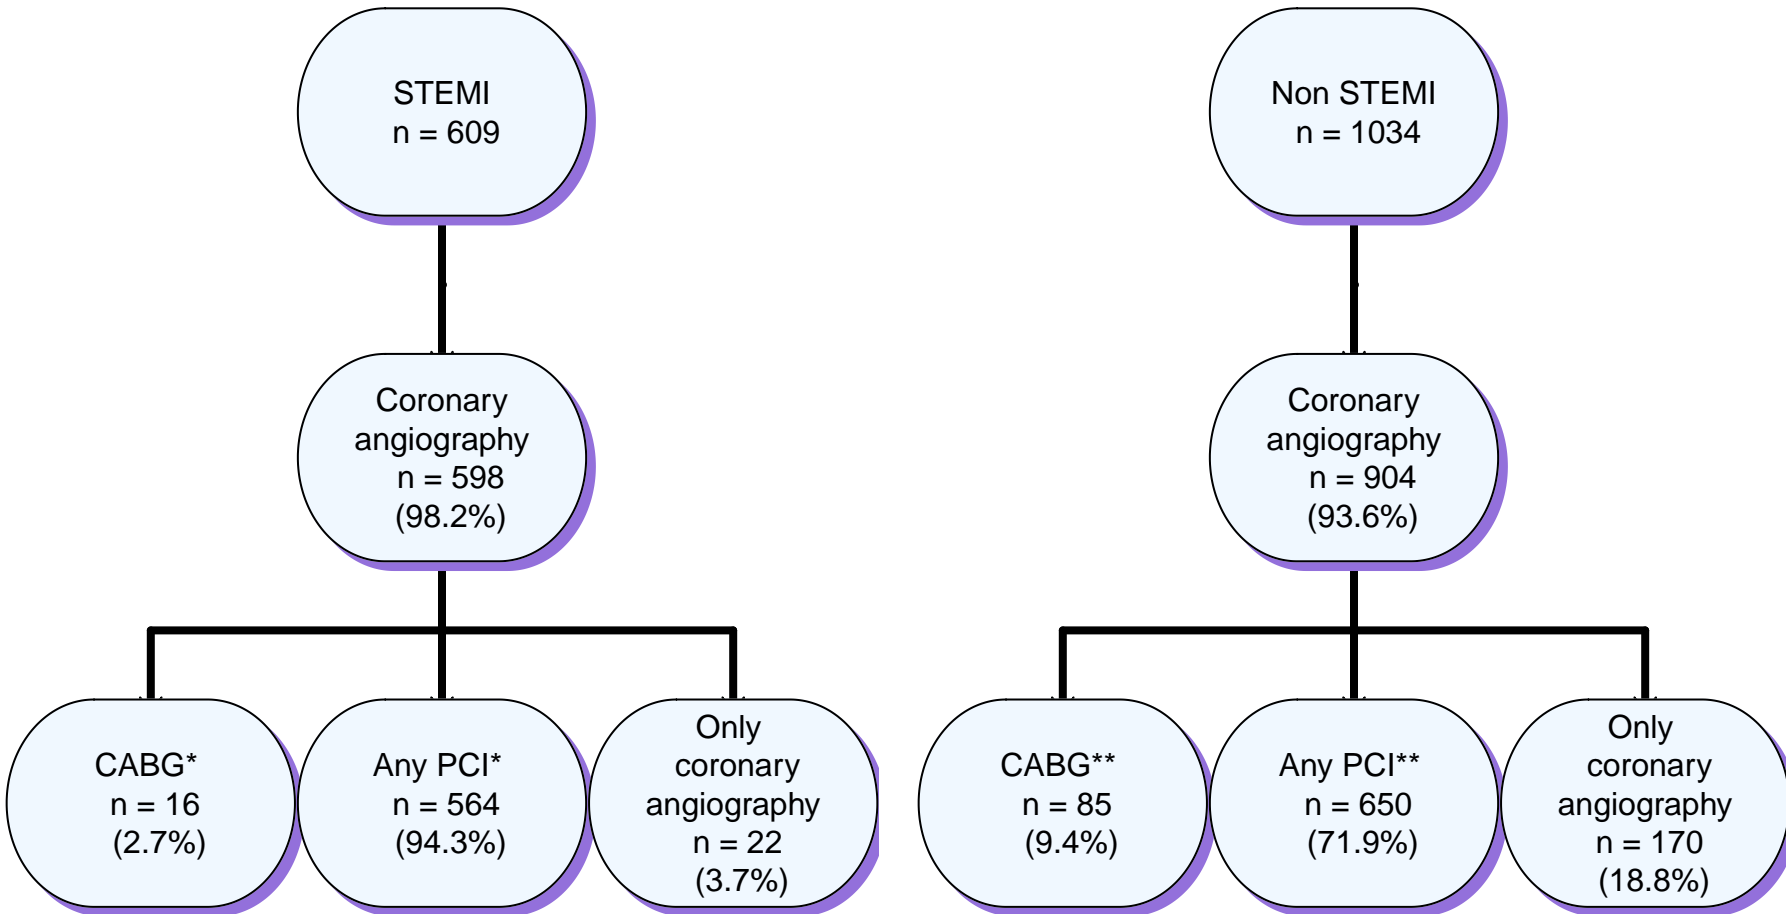 STEMI
n = 609
Non STEMI
n = 1034
Coronary
angiography
n = 598
(98.2%)
Coronary
angiography
n = 904
(93.6%)
CABG*
n = 16
(2.7%)
Any PCI*
n = 564
(94.3%)
Only
coronary
angiography
n = 22
(3.7%)
CABG**
n = 85
(9.4%)
Any PCI**
n = 650
(71.9%)
Only
coronary
angiography
n = 170
(18.8%)